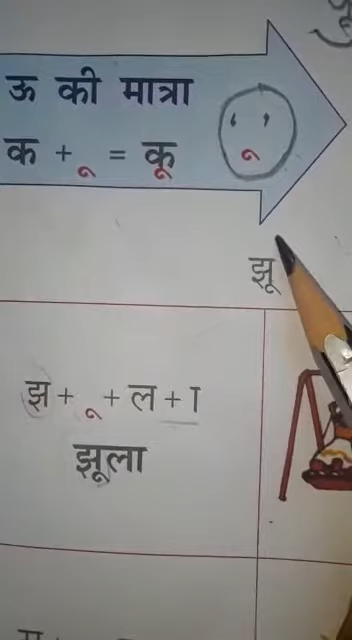 ऊ की मात्रा
क + ू = कू
झू
झ + ू + ल + ा
झूला